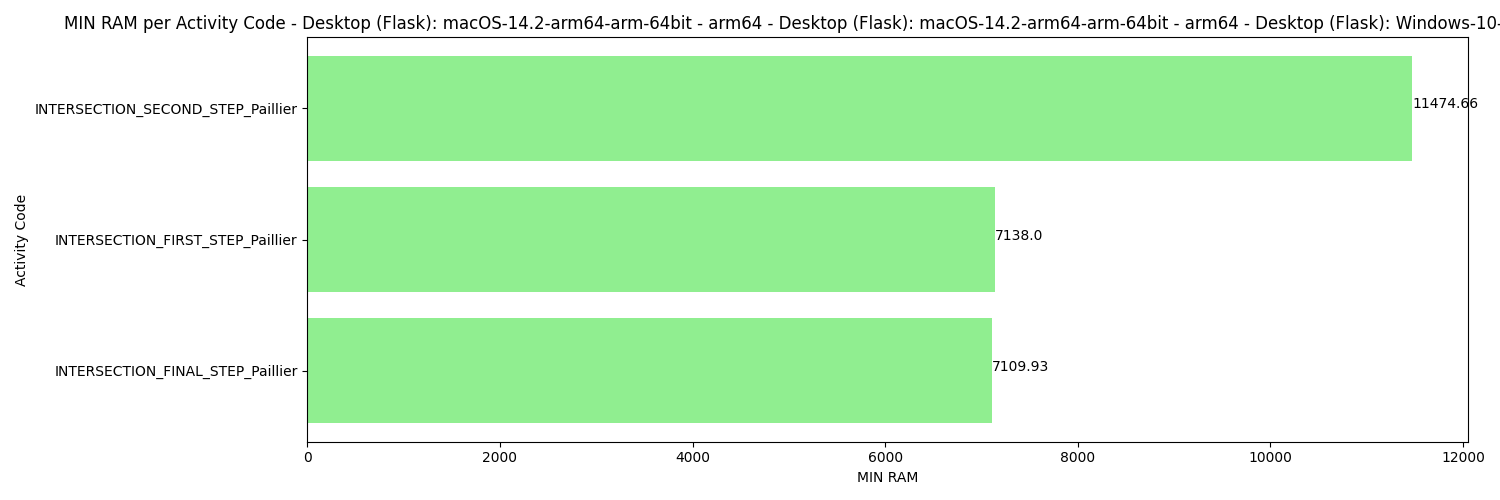 MIN RAM per Activity Code - Desktop (Flask): macOS-14.2-arm64-arm-64bit - arm64 - Desktop (Flask): macOS-14.2-arm64-arm-64bit - arm64 - Desktop (Flask): Windows-10-
INTERSECTION_SECOND_STEP_Paillier
11474.66
INTERSECTION_FIRST_STEP_Paillier
7138.0
INTERSECTION_FINAL_STEP_Paillier
7109.93
Activity Code
0 2000 4000 6000 8000 10000 12000
MIN RAM